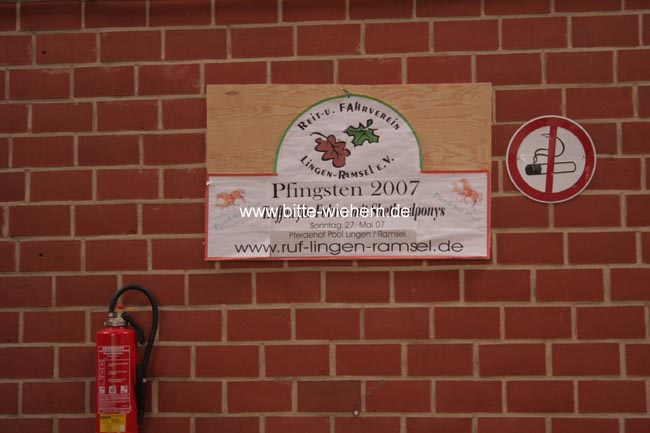 Reit-u. Fahrverein
Lingen-Ramsel e.V.
Pfingsten 2007
www.bitte-wiehern.de
Sonntag, 27. Mai 07
Pferdehof Pool Lingen / Ramsel
www.ruf-lingen-ramsel.de